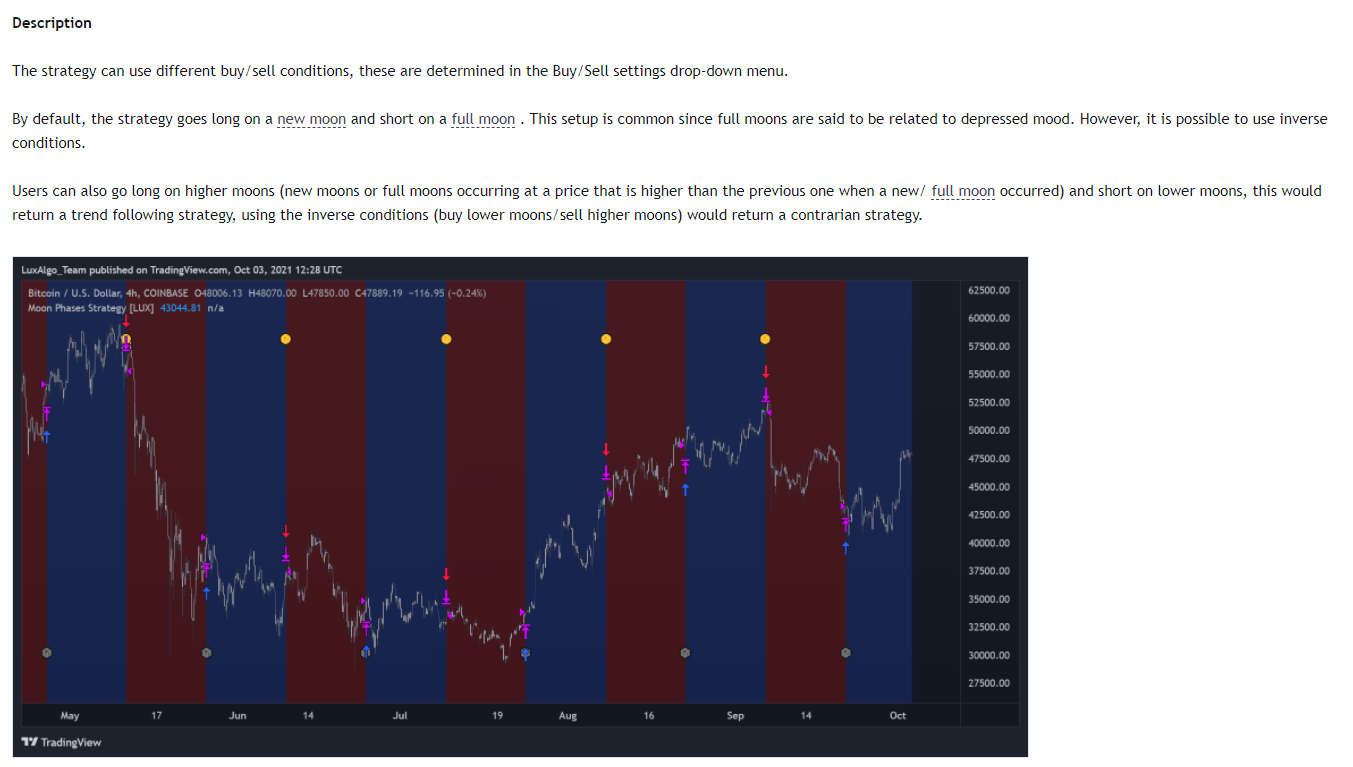 Description
The strategy can use different buy/sell conditions, these are determined in the Buy/Sell settings drop-down menu.
By default, the strategy goes long on a new moon and short on a full moon . This setup is common since full moons are said to be related to depressed mood. However, it is possible to use inverse
conditions.
Users can also go long on higher moons (new moons or full moons occurring at a price that is higher than the previous one when a new/ full moon occurred) and short on lower moons, this would
return a trend following strategy, using the inverse conditions (buy lower moons/sell higher moons) would return a contrarian strategy.
LuxAlgo_Team published on TradingView.com, Oct 03, 2021 12:28 UTC
Bitcoin / U.S. Dollar, 4h, COINBASE O48006.13 H48070.00 L47850.00 C47889.19 −116.95 (−0.24%)
Moon Phases Strategy [LUX] 43044.81 n/a
62500.00
60000.00
57500.00
55000.00
52500.00
50000.00
47500.00
45000.00
42500.00
40000.00
37500.00
35000.00
32500.00
30000.00
27500.00
May 17 Jun 14 Jul 19 Aug 16 Sep 14 Oct
TradingView